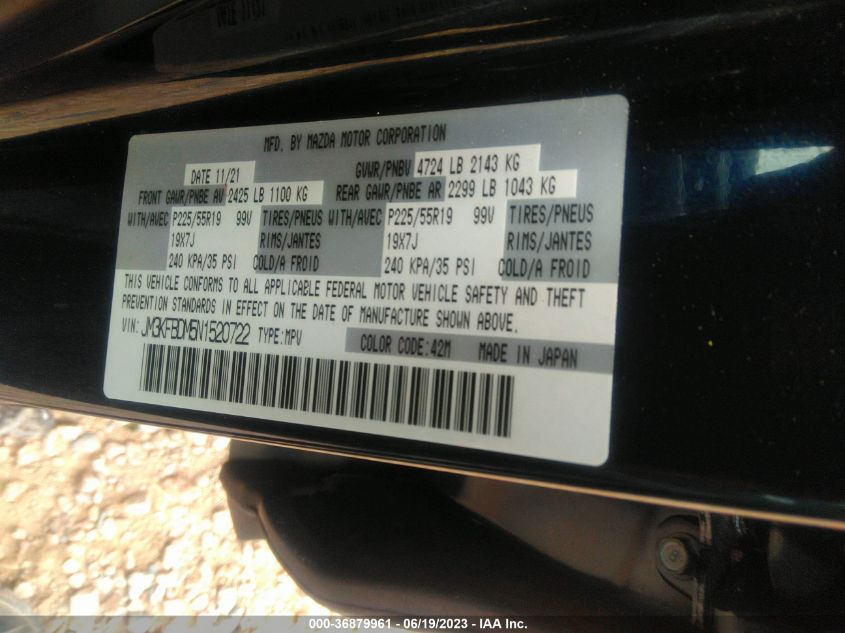 MFD. BY MAZDA MOTOR CORPORATION
DATE 11/21 GVWR/PNBV 4724 LB 2143 KG
FRONT GAWR/PNBE AV 2425 LB 1100 KG REAR GAWR/PNBE AR 2299 LB 1043 KG
WITH/AVEC P225/55R19 99V TIRES/PNEUS WITH/AVEC P225/55R19 99V TIRES/PNEUS
19X7J RIMS/JANTES 19X7J RIMS/JANTES
240 KPA/35 PSI COLD/A FROID 240 KPA/35 PSI COLD/A FROID
THIS VEHICLE CONFORMS TO ALL APPLICABLE FEDERAL MOTOR VEHICLE SAFETY AND THEFT
PREVENTION STANDARDS IN EFFECT ON THE DATE OF MANUFACTURE SHOWN ABOVE.
VIN: JM3KFBDM5N1520722 TYPE:MPV COLOR CODE:42M MADE IN JAPAN
000-36879961 - 06/19/2023 - IAA Inc.